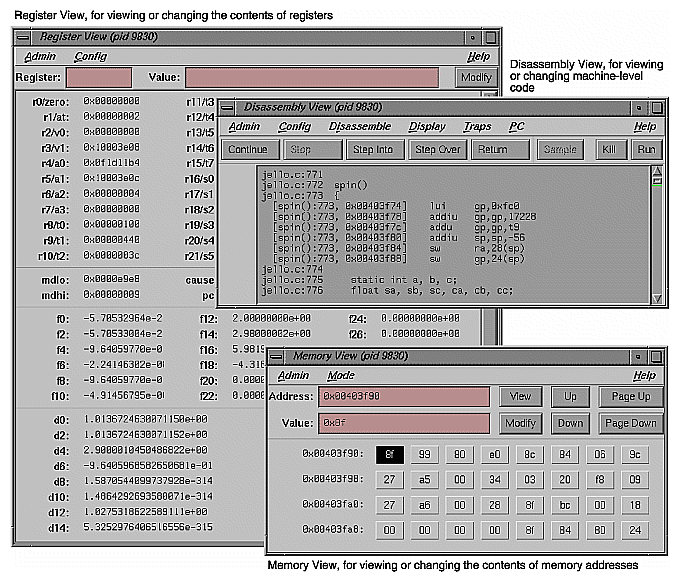 Register View, for viewing or changing the contents of registers
Register View (pid 9830)
Admin Config Help
Register: Value: Modify
r0/zero: 0x00000000 r11/t3
r1/at: 0x00000002 r12/t4
r2/v0: 0x00000000 r13/t5
r3/v1: 0x10003e08 r14/t6
r4/a0: 0x0f1d11b4 r15/t7
r5/a1: 0x10003e0c r16/s0
r6/a2: 0x00000004 r17/s1
r7/a3: 0x00000000 r18/s2
r8/t0: 0x00000100 r19/s3
r9/t1: 0x00000440 r20/s4
r10/t2: 0x0000003c r21/s5
mdlo: 0x0000e9e8 cause
mdhi: 0x00000009 pc
f0: -5.70532964e-2 f12: 2.00000000e+00 f24: 0.00000000e+00
f2: -5.70533004e-2 f14: 2.98000002e+01 f26: 0.00000000e+00
f4: -9.64059770e-0 f16: 5.9819
f6: -2.24146302e-0 f18: -4.316
f8: -9.64059770e-0 f20: 0.0000
f10: -4.91456795e-0 f22: 0.0000
d0: 1.0136724630071150e+00
d2: 1.0136724630071152e+00
d4: 2.9800010450486822e+00
d6: -9.6405968582650681e-01
d8: 1.5870544099737928e-314
d10: 1.4064292693500071e-314
d12: 1.0275318622589111e+00
d14: 5.3252976406516556e-315
Disassembly View, for viewing
or changing machine-level
code
Disassembly View (pid 9830)
Admin Config Disassemble Display Traps PC Help
Continue Stop Step Into Step Over Return Sample Kill Run
jello.c:771
jello.c:772 spin()
jello.c:773 {
[spin():773, 0x00403f74] lui gp,0xfc0
[spin():773, 0x00403f78] addiu gp,gp,17228
[spin():773, 0x00403f7c] addu gp,gp,t9
[spin():773, 0x00403f80] addiu sp,sp,-56
[spin():773, 0x00403f84] sw ra,28(sp)
[spin():773, 0x00403f88] sw gp,24(sp)
jello.c:774
jello.c:775 static int a, b, c;
jello.c:776 float sa, sb, sc, ca, cb, cc;
Memory View (pid 9830)
Admin Mode Help
Address: 0x00403f90 View Up Page Up
Value: 0x8f Modify Down Page Down
0x00403f90: 8f 99 80 e0 8c 84 06 9c
0x00403f98: 27 a5 00 34 03 20 f8 09
0x00403fa0: 27 a6 00 28 8f bc 00 18
0x00403fa8: 00 00 00 00 8f 84 80 24
Memory View, for viewing or changing the contents of memory addresses